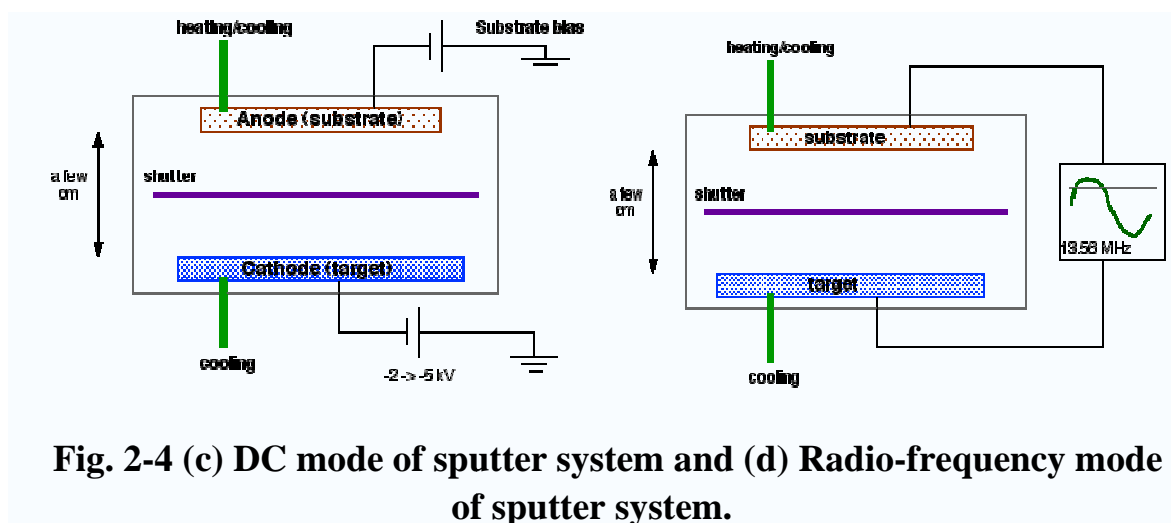 heating/cooling
Substrate bias
Anode (substrate)
a few
cm
shutter
Cathode (target)
cooling
-2 -> -5 kV
heating/cooling
substrate
a few
cm
shutter
13.56 MHz
target
cooling
Fig. 2-4 (c) DC mode of sputter system and (d) Radio-frequency mode
of sputter system.